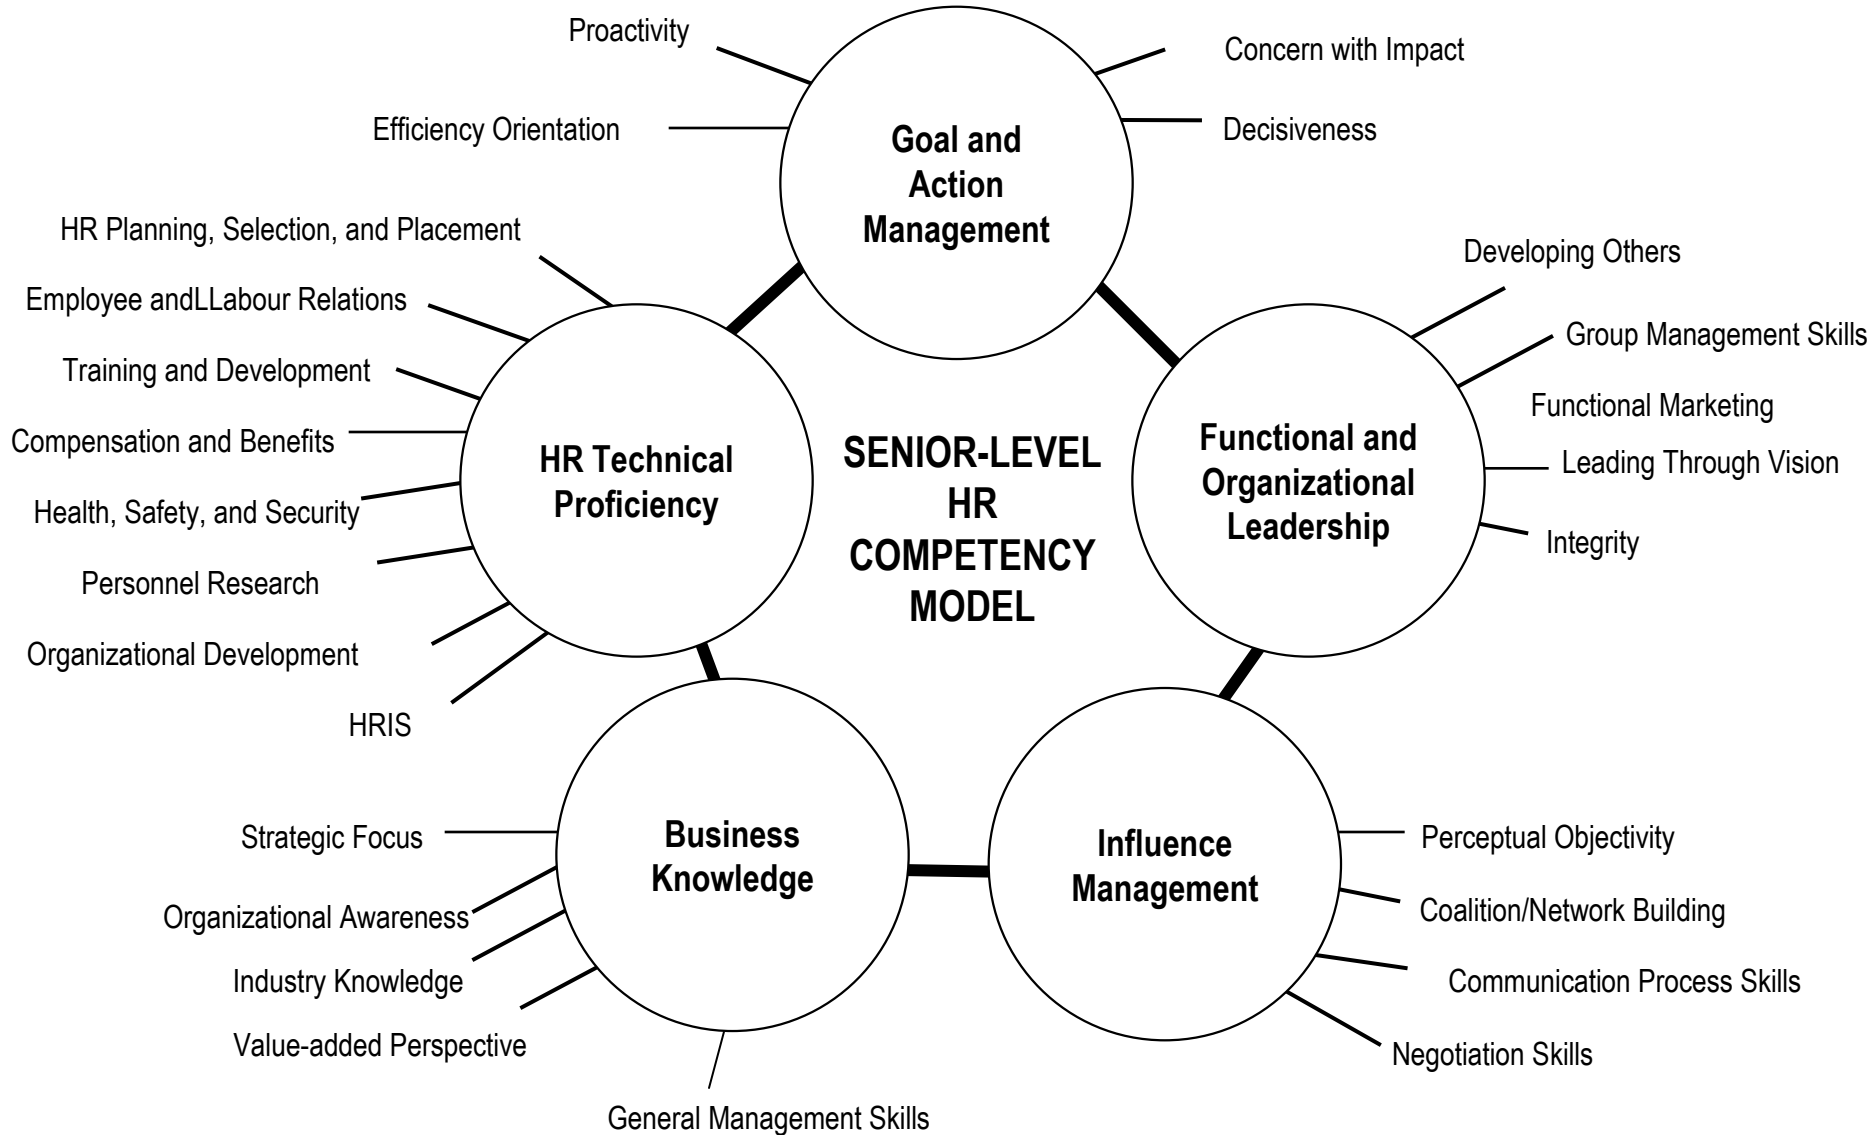 Proactivity
Concern with Impact
Efficiency Orientation
Decisiveness
Goal and
Action
Management
HR Planning, Selection, and Placement
Employee andLLabour Relations
Training and Development
Compensation and Benefits
Health, Safety, and Security
Personnel Research
Organizational Development
HRIS
HR Technical
Proficiency
SENIOR-LEVEL
HR
COMPETENCY
MODEL
Functional and
Organizational
Leadership
Developing Others
Group Management Skills
Functional Marketing
Leading Through Vision
Integrity
Strategic Focus
Organizational Awareness
Industry Knowledge
Value-added Perspective
General Management Skills
Business
Knowledge
Influence
Management
Perceptual Objectivity
Coalition/Network Building
Communication Process Skills
Negotiation Skills